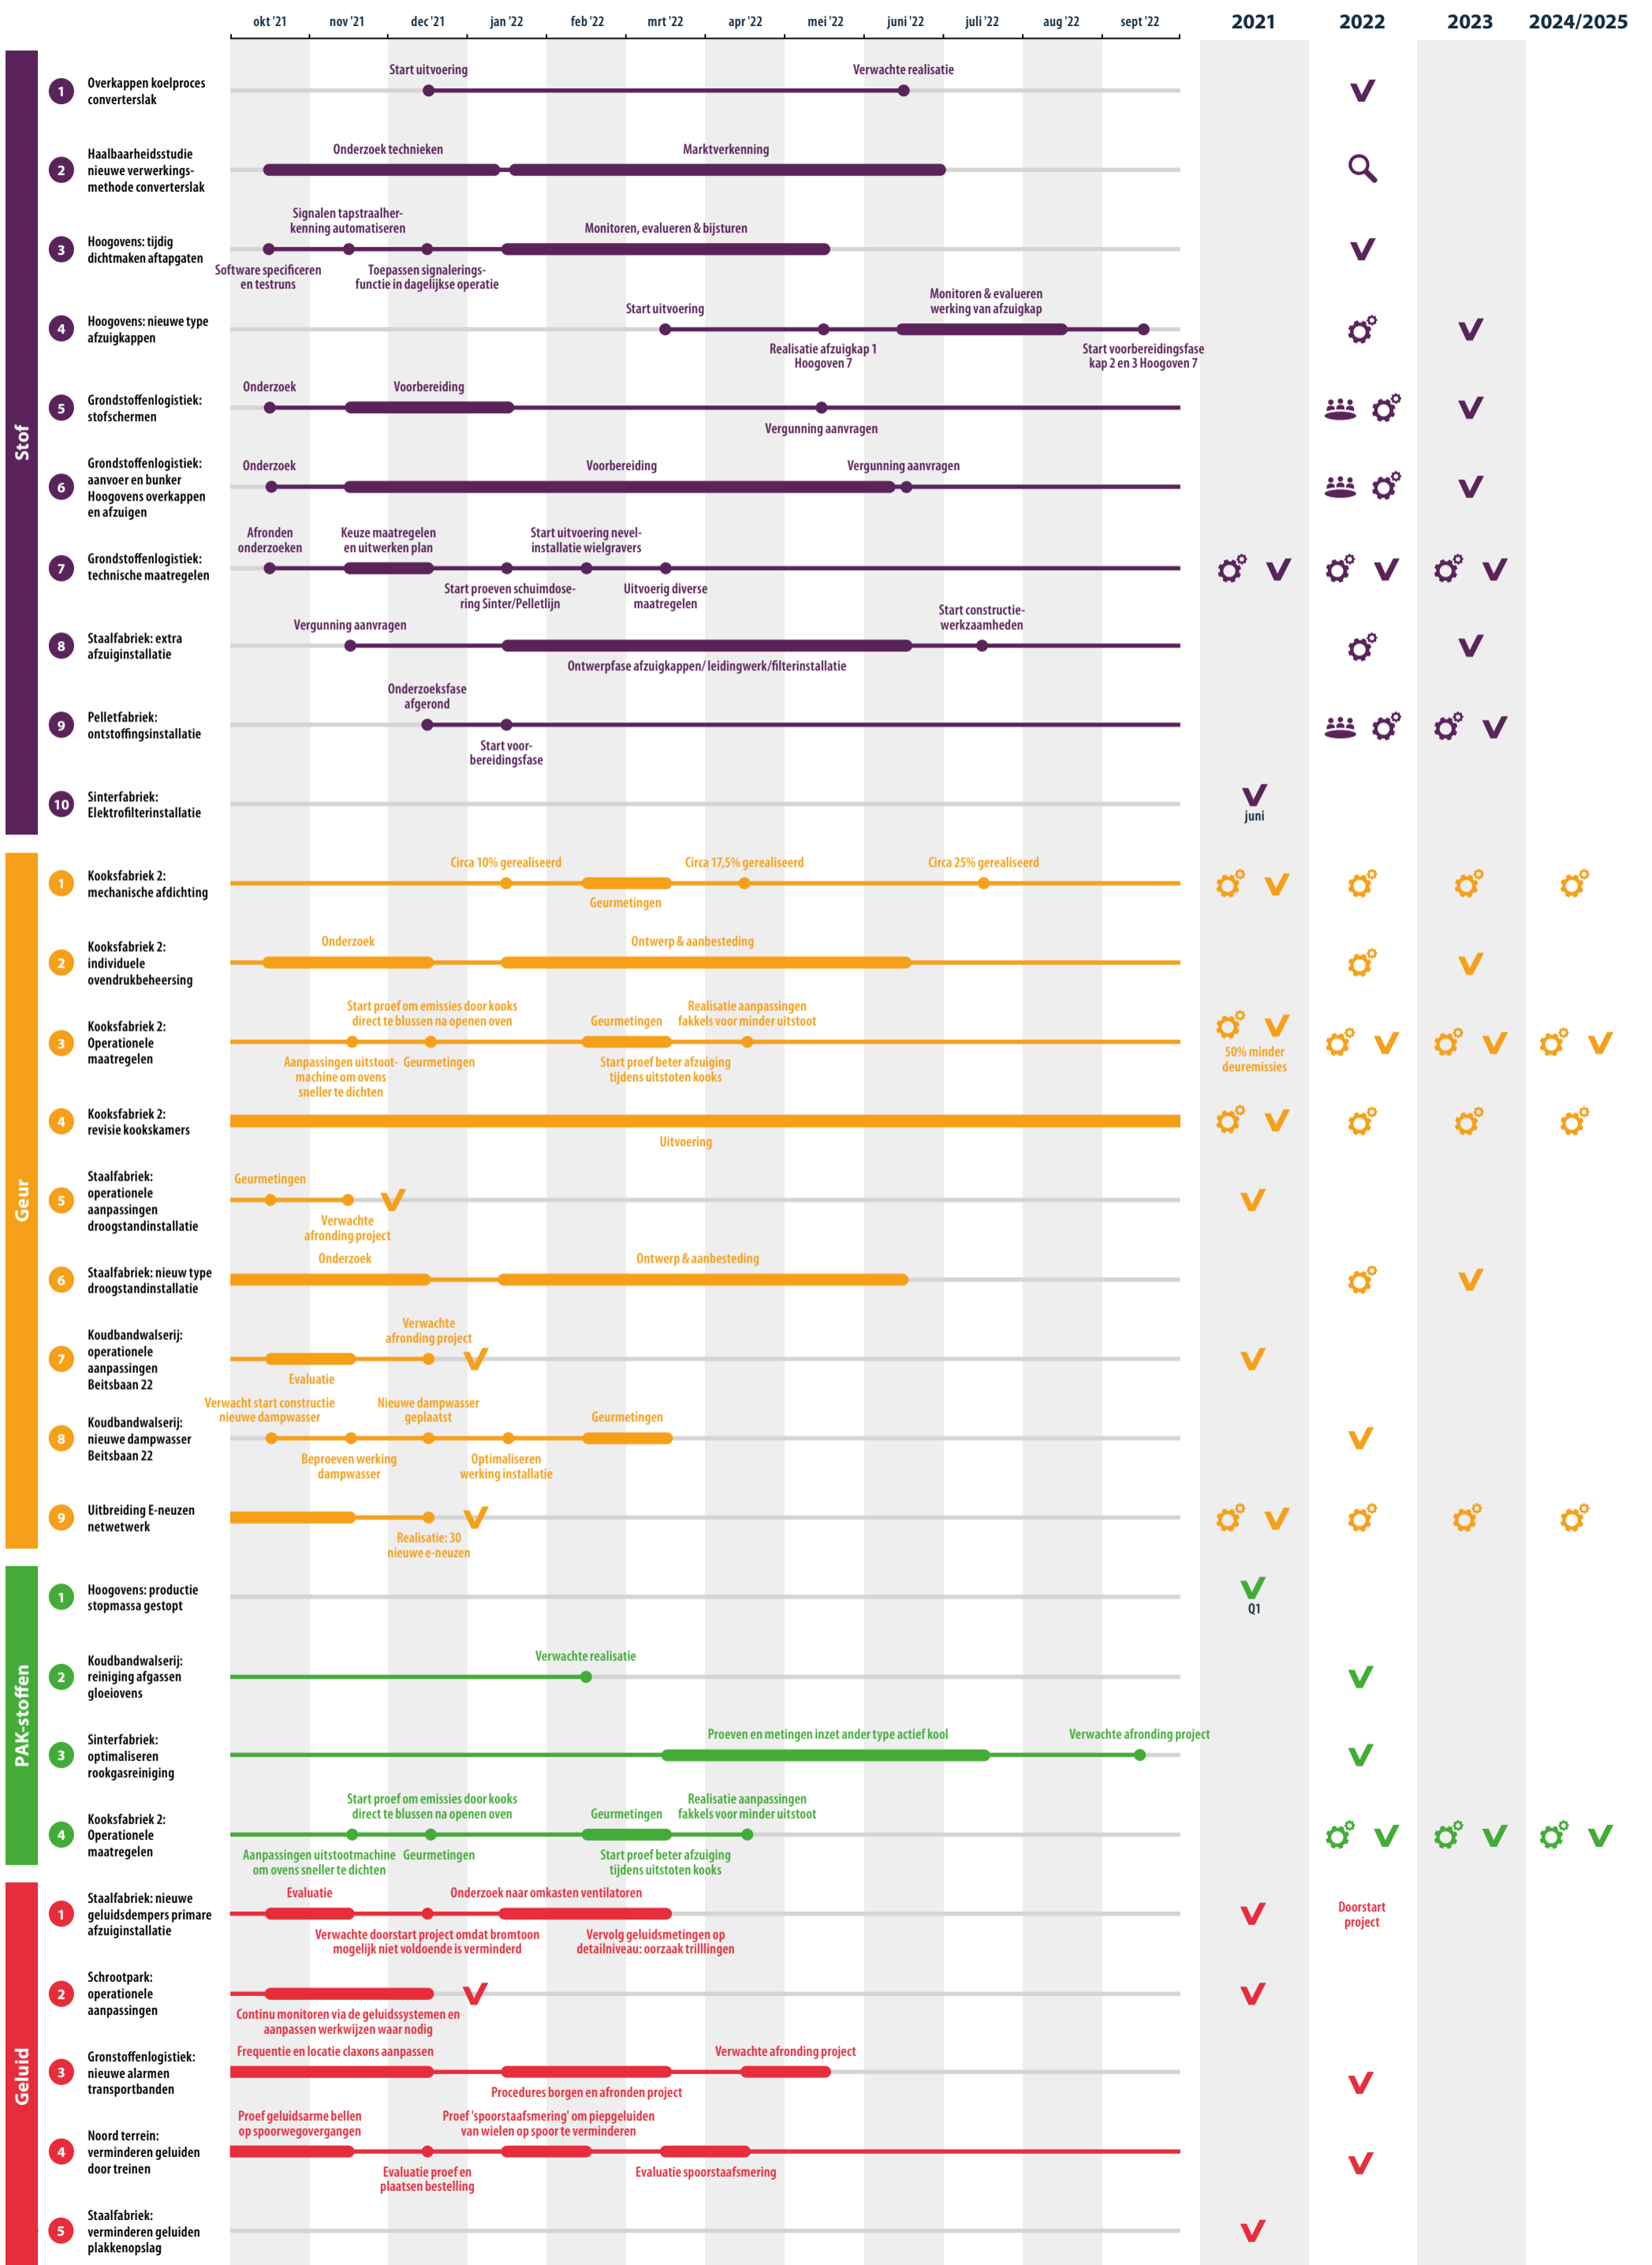 okt '21 nov '21 dec '21 jan '22 feb '22 mrt '22 apr '22 mei '22 juni '22 juli '22 aug '22 sept '22 2021 2022 2023 2024/2025
Stof
1
Overkappen koelproces
converterslak
Start uitvoering
Verwachte realisatie
2
Haalbaarheidsstudie
nieuwe verwerkings-
methode converterslak
Onderzoek technieken
Marktverkenning
3
Hoogovens: tijdig
dichtmaken aftapgaten
Signalen tapstraalher-
kenning automatiseren
Monitoren, evalueren & bijsturen
Software specificeren
en testruns
Toepassen signalerings-
functie in dagelijkse operatie
4
Hoogovens: nieuwe type
afzuigkappen
Start uitvoering
Monitoren & evalueren
werking van afzuigkap
Realisatie afzuigkap 1
Hoogoven 7
Start voorbereidingsfase
kap 2 en 3 Hoogoven 7
5
Grondstoffenlogistiek:
stofschermen
Onderzoek
Voorbereiding
Vergunning aanvragen
6
Grondstoffenlogistiek:
aanvoer en bunker
Hoogovens overkappen
en afzuigen
Onderzoek
Voorbereiding
Vergunning aanvragen
7
Grondstoffenlogistiek:
technische maatregelen
Afronden
onderzoeken
Keuze maatregelen
en uitwerken plan
Start uitvoering nevel-
installatie wielgravers
Start proeven schuimdose-
ring Sinter/Pelletlijn
Uitvoerig diverse
maatregelen
8
Staalfabriek: extra
afzuiginstallatie
Vergunning aanvragen
Start constructie-
werkzaamheden
Ontwerpfase afzuigkappen/ leidingwerk/filterinstallatie
9
Pelletfabriek:
ontstoffingsinstallatie
Onderzoeksfase
afgerond
Start voor-
bereidingsfase
10
Sinterfabriek:
Elektrofilterinstallatie
juni
Geur
1
Kooksfabriek 2:
mechanische afdichting
Circa 10% gerealiseerd
Circa 17,5% gerealiseerd
Circa 25% gerealiseerd
Geurmetingen
2
Kooksfabriek 2:
individuele
ovendrukbeheersing
Onderzoek
Ontwerp & aanbesteding
3
Kooksfabriek 2:
Operationele
maatregelen
Start proef om emissies door kooks
direct te blussen na openen oven
Geurmetingen
Realisatie aanpassingen
fakkels voor minder uitstoot
Aanpassingen uitstoot-
machine om ovens
sneller te dichten
Geurmetingen
Start proef beter afzuiging
tijdens uitstoten kooks
50% minder
deuremissies
4
Kooksfabriek 2:
revisie kookskamers
Uitvoering
5
Staalfabriek:
operationele
aanpassingen
droogstandinstallatie
Geurmetingen
Verwachte
afronding project
6
Staalfabriek: nieuw type
droogstandinstallatie
Onderzoek
Ontwerp & aanbesteding
7
Koudbandwalserij:
operationele
aanpassingen
Beitsbaan 22
Verwachte
afronding project
Evaluatie
8
Koudbandwalserij:
nieuwe dampwasser
Beitsbaan 22
Verwacht start constructie
nieuwe dampwasser
Nieuwe dampwasser
geplaatst
Geurmetingen
Beproeven werking
dampwasser
Optimaliseren
werking installatie
9
Uitbreiding E-neuzen
netwetwerk
Realisatie: 30
nieuwe e-neuzen
PAK-stoffen
1
Hoogovens: productie
stopmassa gestopt
Q1
2
Koudbandwalserij:
reiniging afgassen
gloeiovens
Verwachte realisatie
3
Sinterfabriek:
optimaliseren
rookgasreiniging
Proeven en metingen inzet ander type actief kool
Verwachte afronding project
4
Kooksfabriek 2:
Operationele
maatregelen
Start proef om emissies door kooks
direct te blussen na openen oven
Geurmetingen
Realisatie aanpassingen
fakkels voor minder uitstoot
Aanpassingen uitstootmachine
om ovens sneller te dichten
Geurmetingen
Start proef beter afzuiging
tijdens uitstoten kooks
Geluid
1
Staalfabriek: nieuwe
geluidsdempers primare
afzuiginstallatie
Evaluatie
Onderzoek naar omkasten ventilatoren
Verwachte doorstart project omdat bromtoon
mogelijk niet voldoende is verminderd
Vervolg geluidsmetingen op
detailniveau: oorzaak trilllingen
Doorstart
project
2
Schrootpark:
operationele
aanpassingen
Continu monitoren via de geluidssystemen en
aanpassen werkwijzen waar nodig
3
Gronstoffenlogistiek:
nieuwe alarmen
transportbanden
Frequentie en locatie claxons aanpassen
Verwachte afronding project
Procedures borgen en afronden project
4
Noord terrein:
verminderen geluiden
door treinen
Proef geluidsarme bellen
op spoorwegovergangen
Proef 'spoorstaafsmering' om piepgeluiden
van wielen op spoor te verminderen
Evaluatie proef en
plaatsen bestelling
Evaluatie spoorstaafsmering
5
Staalfabriek:
verminderen geluiden
plakkenopslag